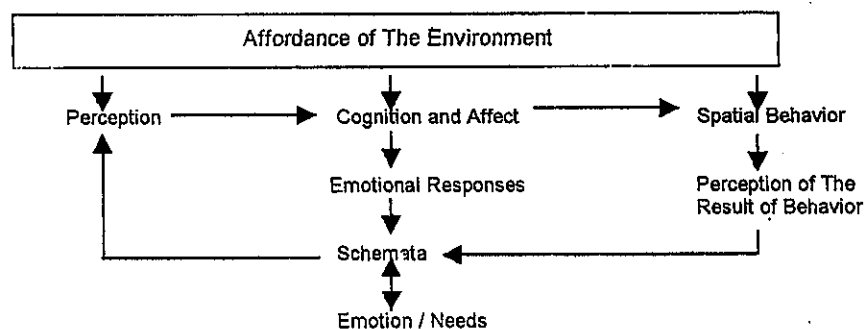 Affordance of The Environment
Perception
Cognition and Affect
Spatial Behavior
Emotional Responses
Perception of The
Result of Behavior
Schemata
Emotion / Needs